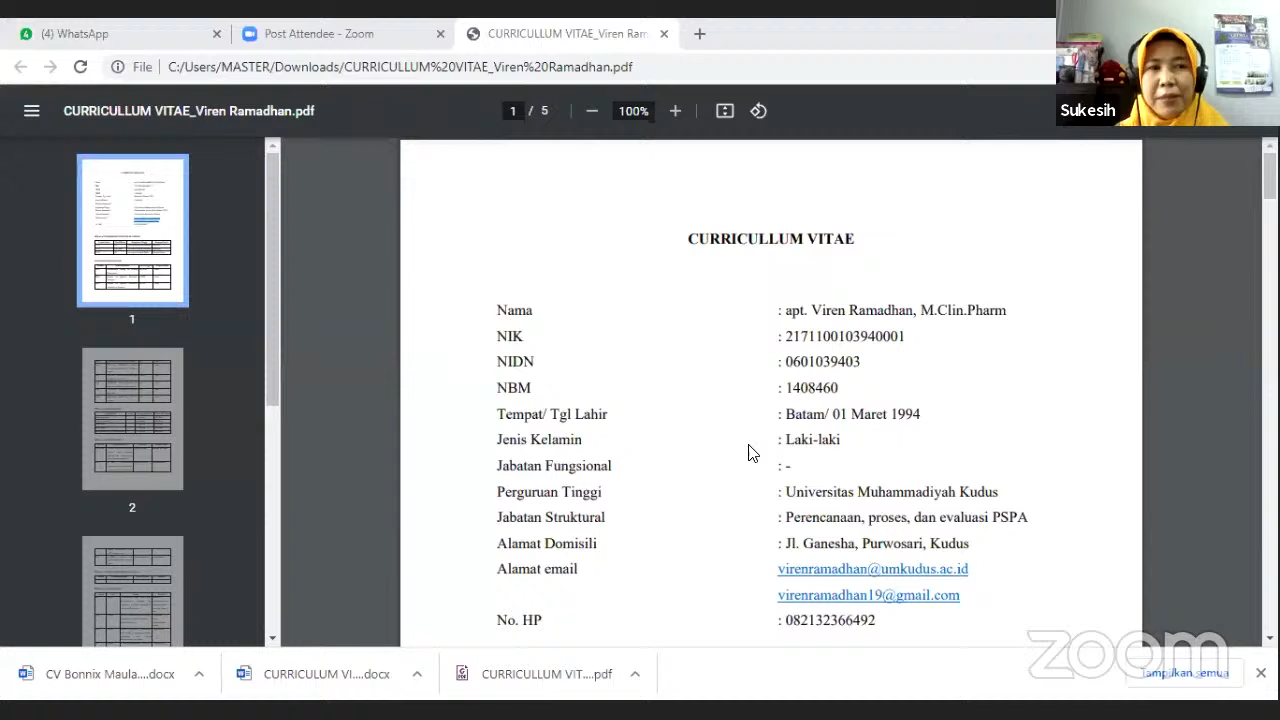 (4) WhatsApp
Post Attendee - Zoom
CURRICULLUM VITAE_Viren Ram
File
C:/Users/MASTER/Downloads/CURRICULLUM%20VITAE_Viren%20Ramadhan.pdf
CURRICULLUM VITAE_Viren Ramadhan.pdf
1 / 5
100%
Sukesih
1
2
CURRICULLUM VITAE
Nama : apt. Viren Ramadhan, M.Clin.Pharm
NIK : 2171100103940001
NIDN : 0601039403
NBM : 1408460
Tempat/ Tgl Lahir : Batam/ 01 Maret 1994
Jenis Kelamin : Laki-laki
Jabatan Fungsional : -
Perguruan Tinggi : Universitas Muhammadiyah Kudus
Jabatan Struktural : Perencanaan, proses, dan evaluasi PSPA
Alamat Domisili : Jl. Ganesha, Purwosari, Kudus
Alamat email virenramadhan@umkudus.ac.id
virenramadhan19@gmail.com
No. HP : 082132366492
zoom
CV Bonnix Maula....docx
CURRICULUM VI....docx
CURRICULLUM VIT....pdf
Tampilkan semua